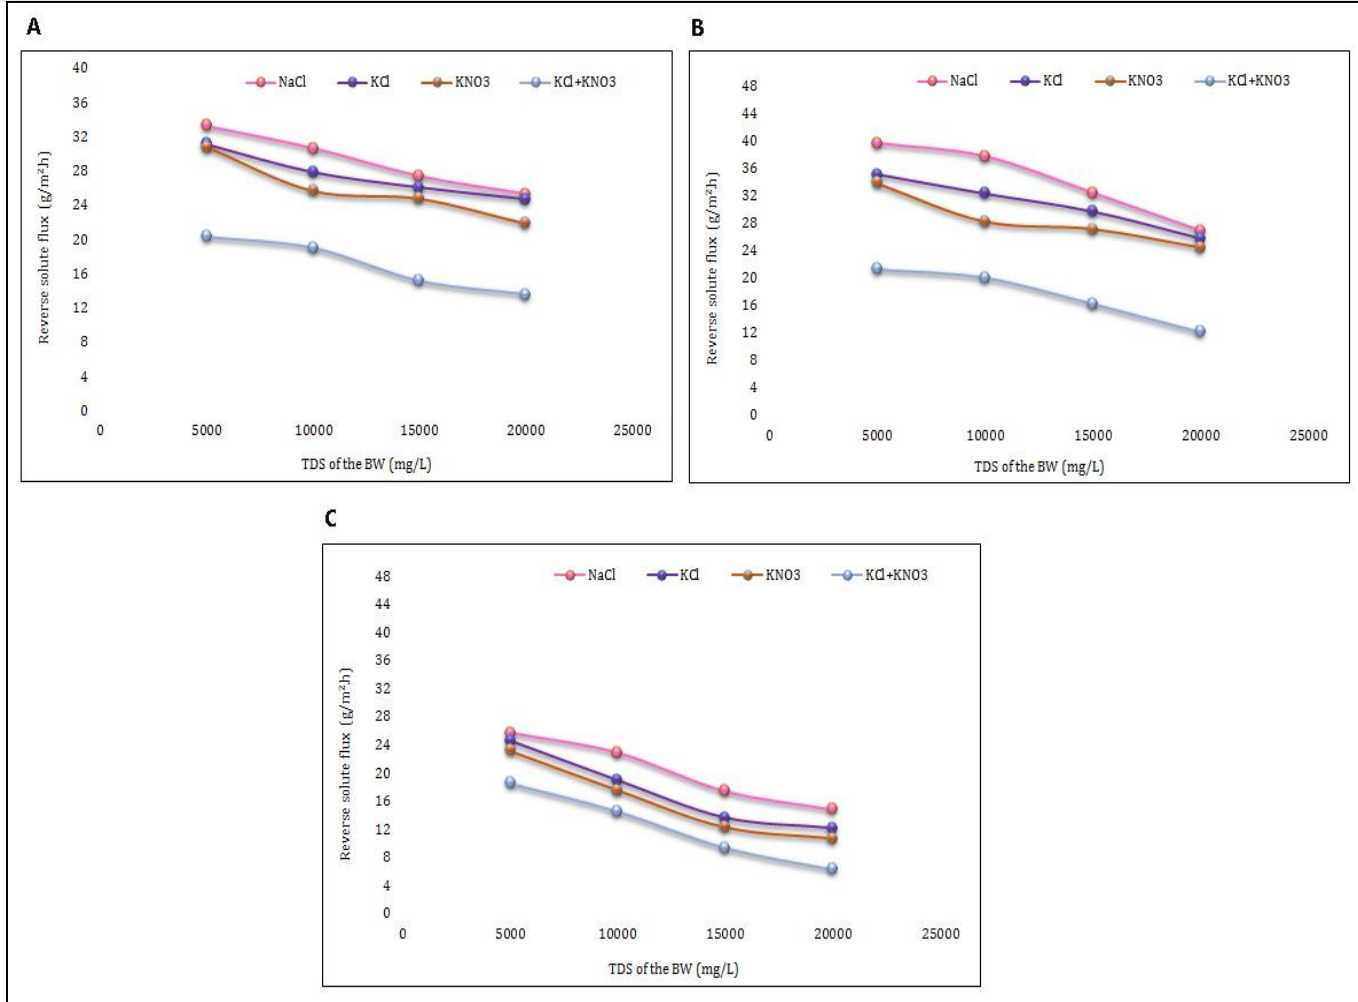 A
40
NaCl KCl KNO3 KCl+KNO3
36
32
28
24
20
16
12
8
4
0
0 5000 10000 15000 20000 25000
Reverse solute flux (g/m².h)
TDS of the BW (mg/L)
B
48
NaCl KCl KNO3 KCl+KNO3
44
40
36
32
28
24
20
16
12
8
4
0
0 5000 10000 15000 20000 25000
Reverse solute flux (g/m².h)
TDS of the BW (mg/L)
C
48
NaCl KCl KNO3 KCl+KNO3
44
40
36
32
28
24
20
16
12
8
4
0
0 5000 10000 15000 20000 25000
Reverse solute flux (g/m².h)
TDS of the BW (mg/L)